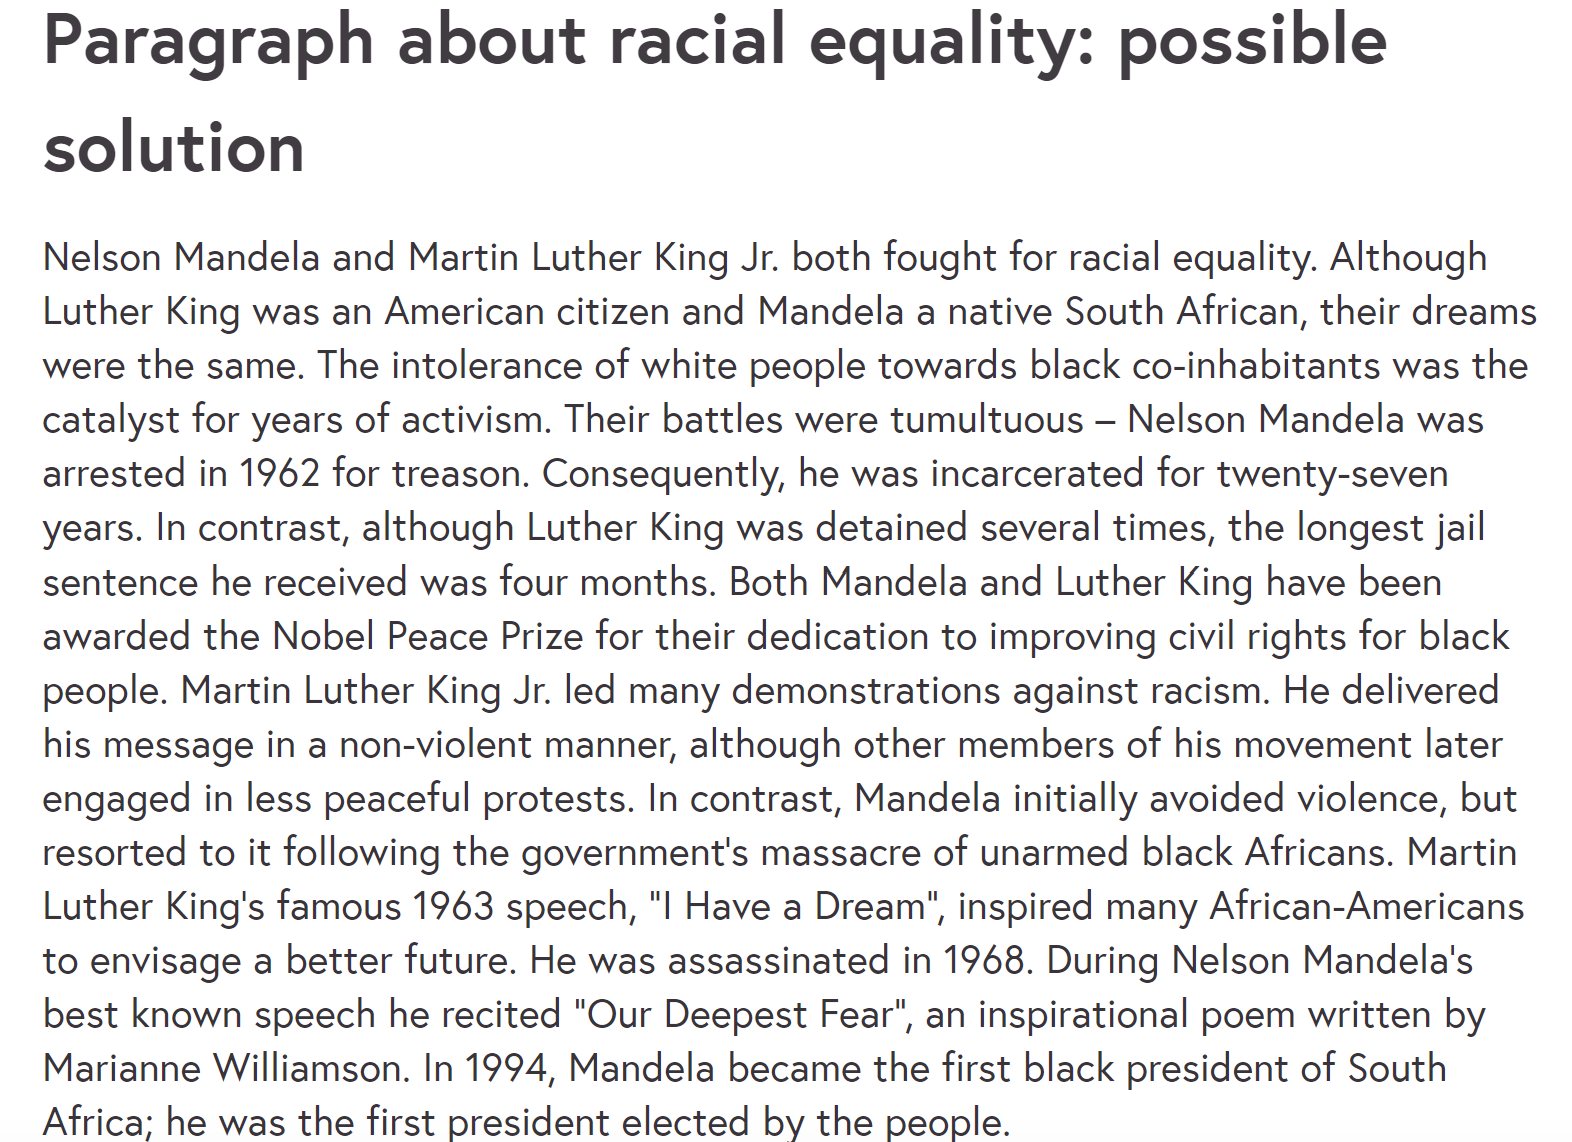 Paragraph about racial equality: possible
solution
Nelson Mandela and Martin Luther King Jr. both fought for racial equality. Although
Luther King was an American citizen and Mandela a native South African, their dreams
were the same. The intolerance of white people towards black co-inhabitants was the
catalyst for years of activism. Their battles were tumultuous – Nelson Mandela was
arrested in 1962 for treason. Consequently, he was incarcerated for twenty-seven
years. In contrast, although Luther King was detained several times, the longest jail
sentence he received was four months. Both Mandela and Luther King have been
awarded the Nobel Peace Prize for their dedication to improving civil rights for black
people. Martin Luther King Jr. led many demonstrations against racism. He delivered
his message in a non-violent manner, although other members of his movement later
engaged in less peaceful protests. In contrast, Mandela initially avoided violence, but
resorted to it following the government's massacre of unarmed black Africans. Martin
Luther King's famous 1963 speech, "I Have a Dream", inspired many African-Americans
to envisage a better future. He was assassinated in 1968. During Nelson Mandela's
best known speech he recited "Our Deepest Fear", an inspirational poem written by
Marianne Williamson. In 1994, Mandela became the first black president of South
Africa; he was the first president elected by the people.